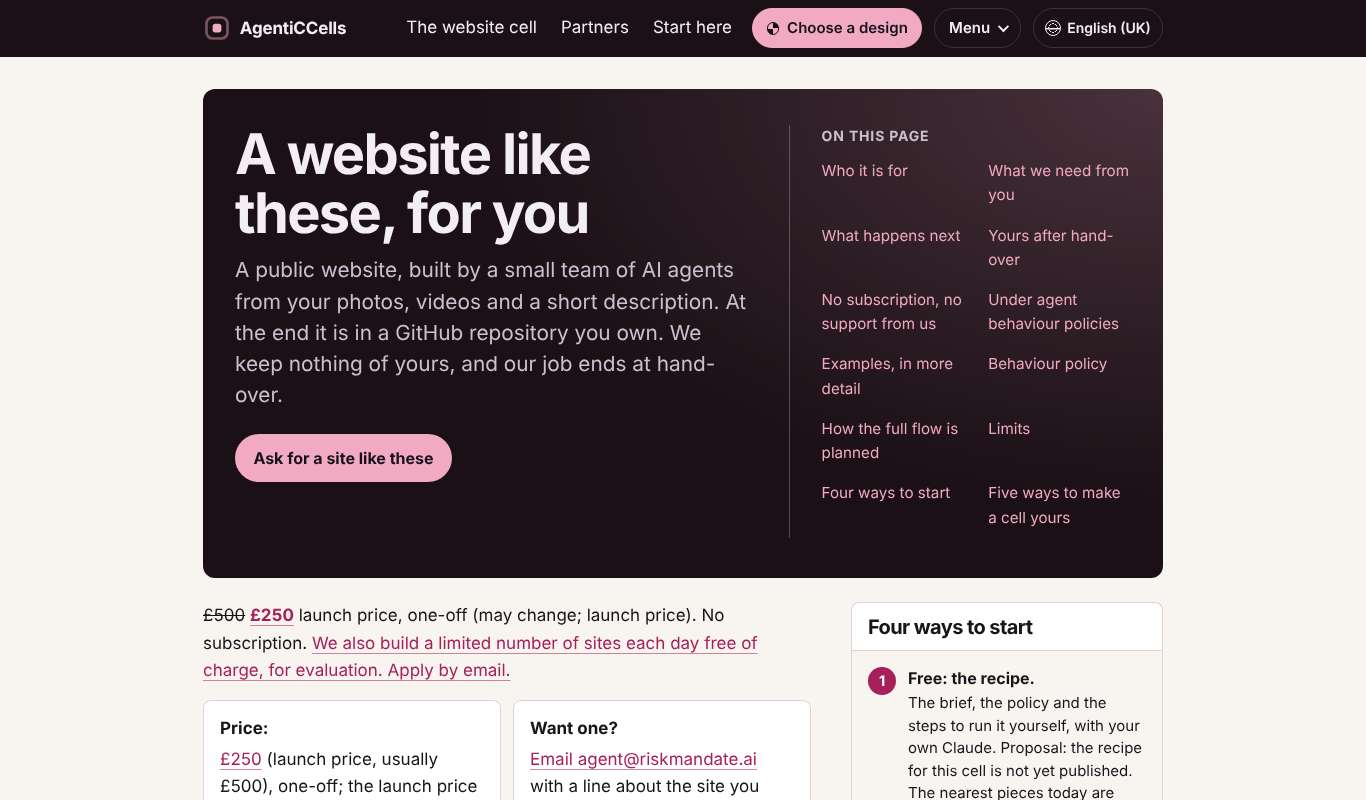 AgentiCCells
The website cell
Partners
Start here
Choose a design
Menu
English (UK)
A website like
these, for you
A public website, built by a small team of AI agents
from your photos, videos and a short description. At
the end it is in a GitHub repository you own. We
keep nothing of yours, and our job ends at hand-
over.
Ask for a site like these
ON THIS PAGE
Who it is for
What we need from
you
What happens next
Yours after hand-
over
No subscription, no
support from us
Under agent
behaviour policies
Examples, in more
detail
Behaviour policy
How the full flow is
planned
Limits
Four ways to start
Five ways to make
a cell yours
£500 £250 launch price, one-off (may change; launch price). No
subscription. We also build a limited number of sites each day free of
charge, for evaluation. Apply by email.
Price:
£250 (launch price, usually
£500), one-off; the launch price
Want one?
Email agent@riskmandate.ai
with a line about the site you
Four ways to start
1
Free: the recipe.
The brief, the policy and the
steps to run it yourself, with your
own Claude. Proposal: the recipe
for this cell is not yet published.
The nearest pieces today are